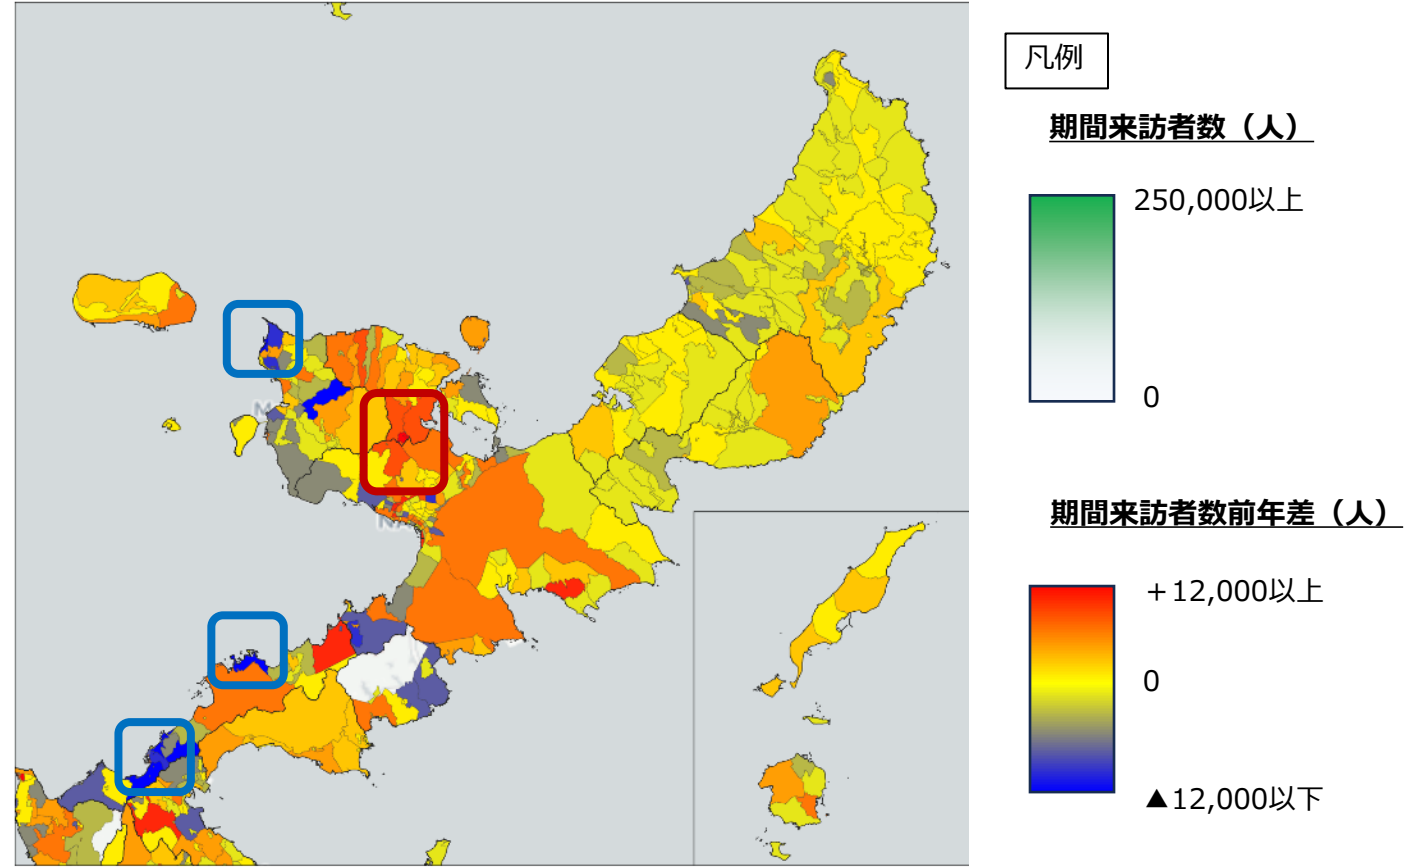 凡例
期間来訪者数（人）
250,000以上
0
期間来訪者数前年差（人）
＋12,000以上
0
▲12,000以下